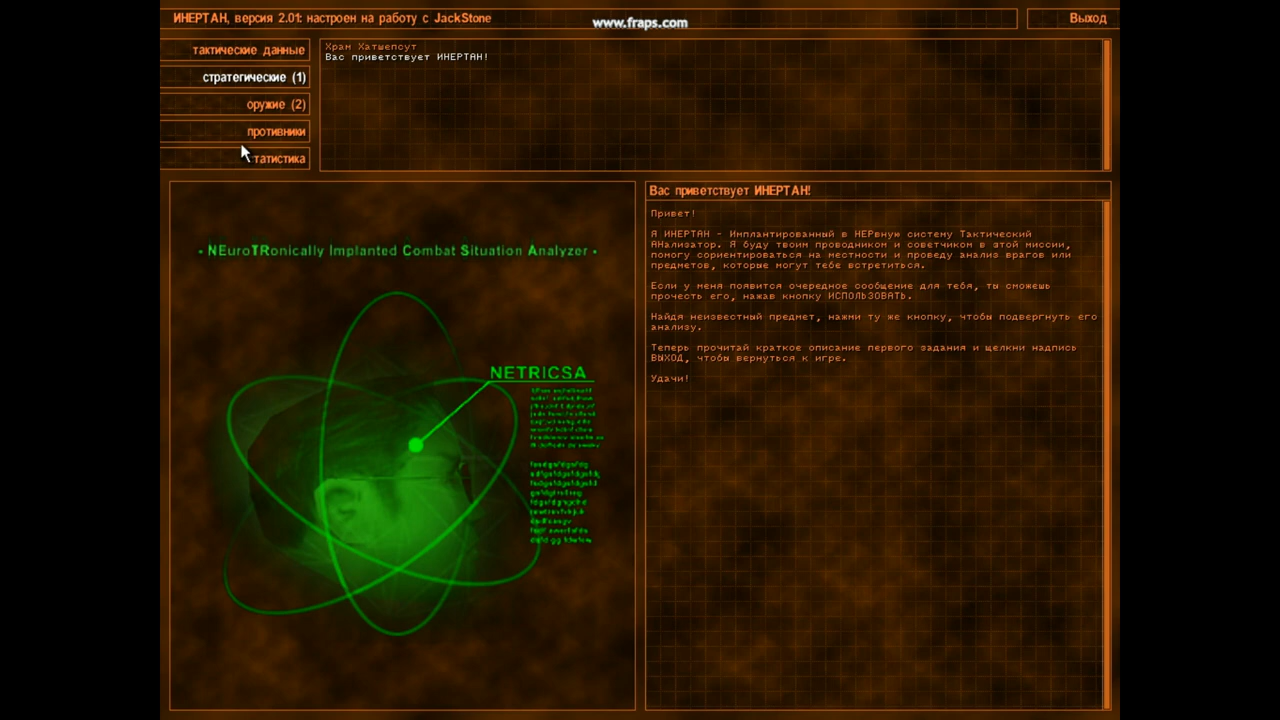 ИНЕРТАН, версия 2.01: настроен на работу с JackStone
www.fraps.com
Выход
тактические данные
стратегические (1)
оружие (2)
противники
татистика
Храм Хатшепсут
Вас приветствует ИНЕРТАН!
- NEuroTRonically Implanted Combat Situation Analyzer -
NETRICSA
Вас приветствует ИНЕРТАН!
Привет!
Я ИНЕРТАН - Имплантированный в НЕРвную систему Тактический
АНализатор. Я буду твоим проводником и советчиком в этой миссии,
помогу сориентироваться на местности и проведу анализ врагов или
предметов, которые могут тебе встретиться.
Если у меня появится очередное сообщение для тебя, ты сможешь
прочесть его, нажав кнопку ИСПОЛЬЗОВАТЬ.
Найдя неизвестный предмет, нажми ту же кнопку, чтобы подвергнуть его
анализу.
Теперь прочитай краткое описание первого задания и щелкни надпись
ВЫХОД, чтобы вернуться к игре.
Удачи!